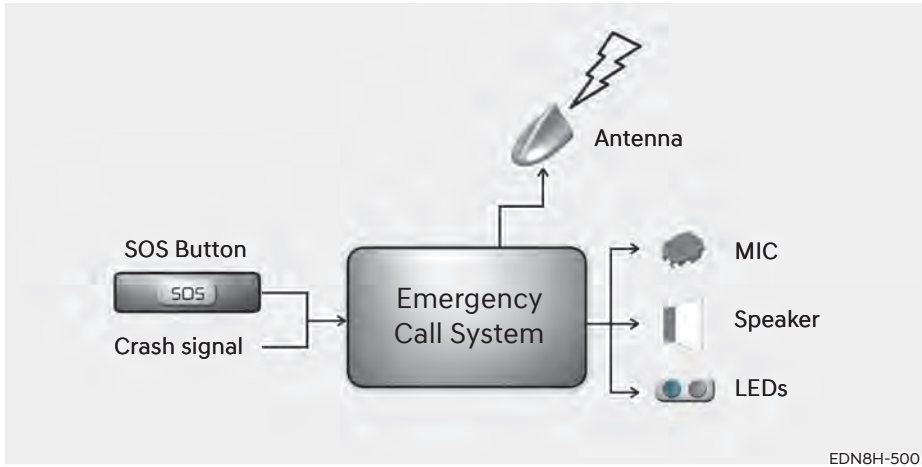 Antenna
SOS Button
SOS
Crash signal
Emergency
Call System
MIC
Speaker
LEDs
EDN8H-500